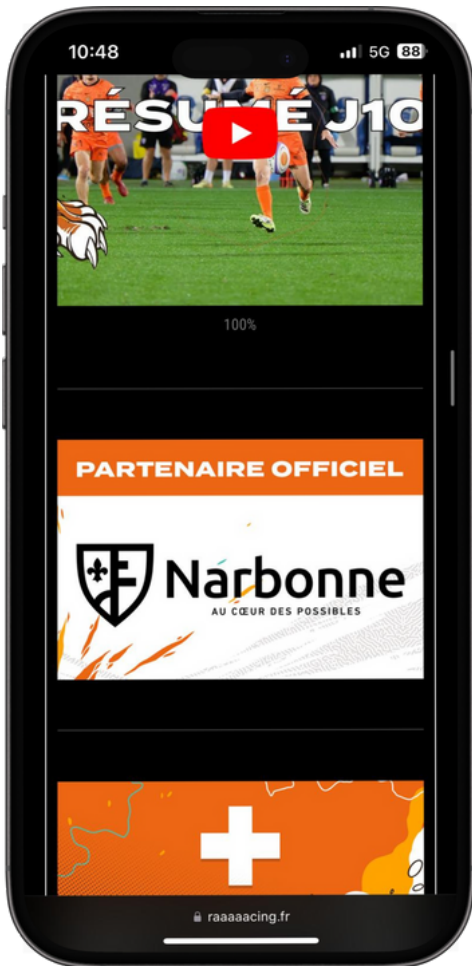 10:48
5G 88
RÉSUMÉ J10
100%
PARTENAIRE OFFICIEL
Narbonne
AU CŒUR DES POSSIBLES
raaaaacing.fr